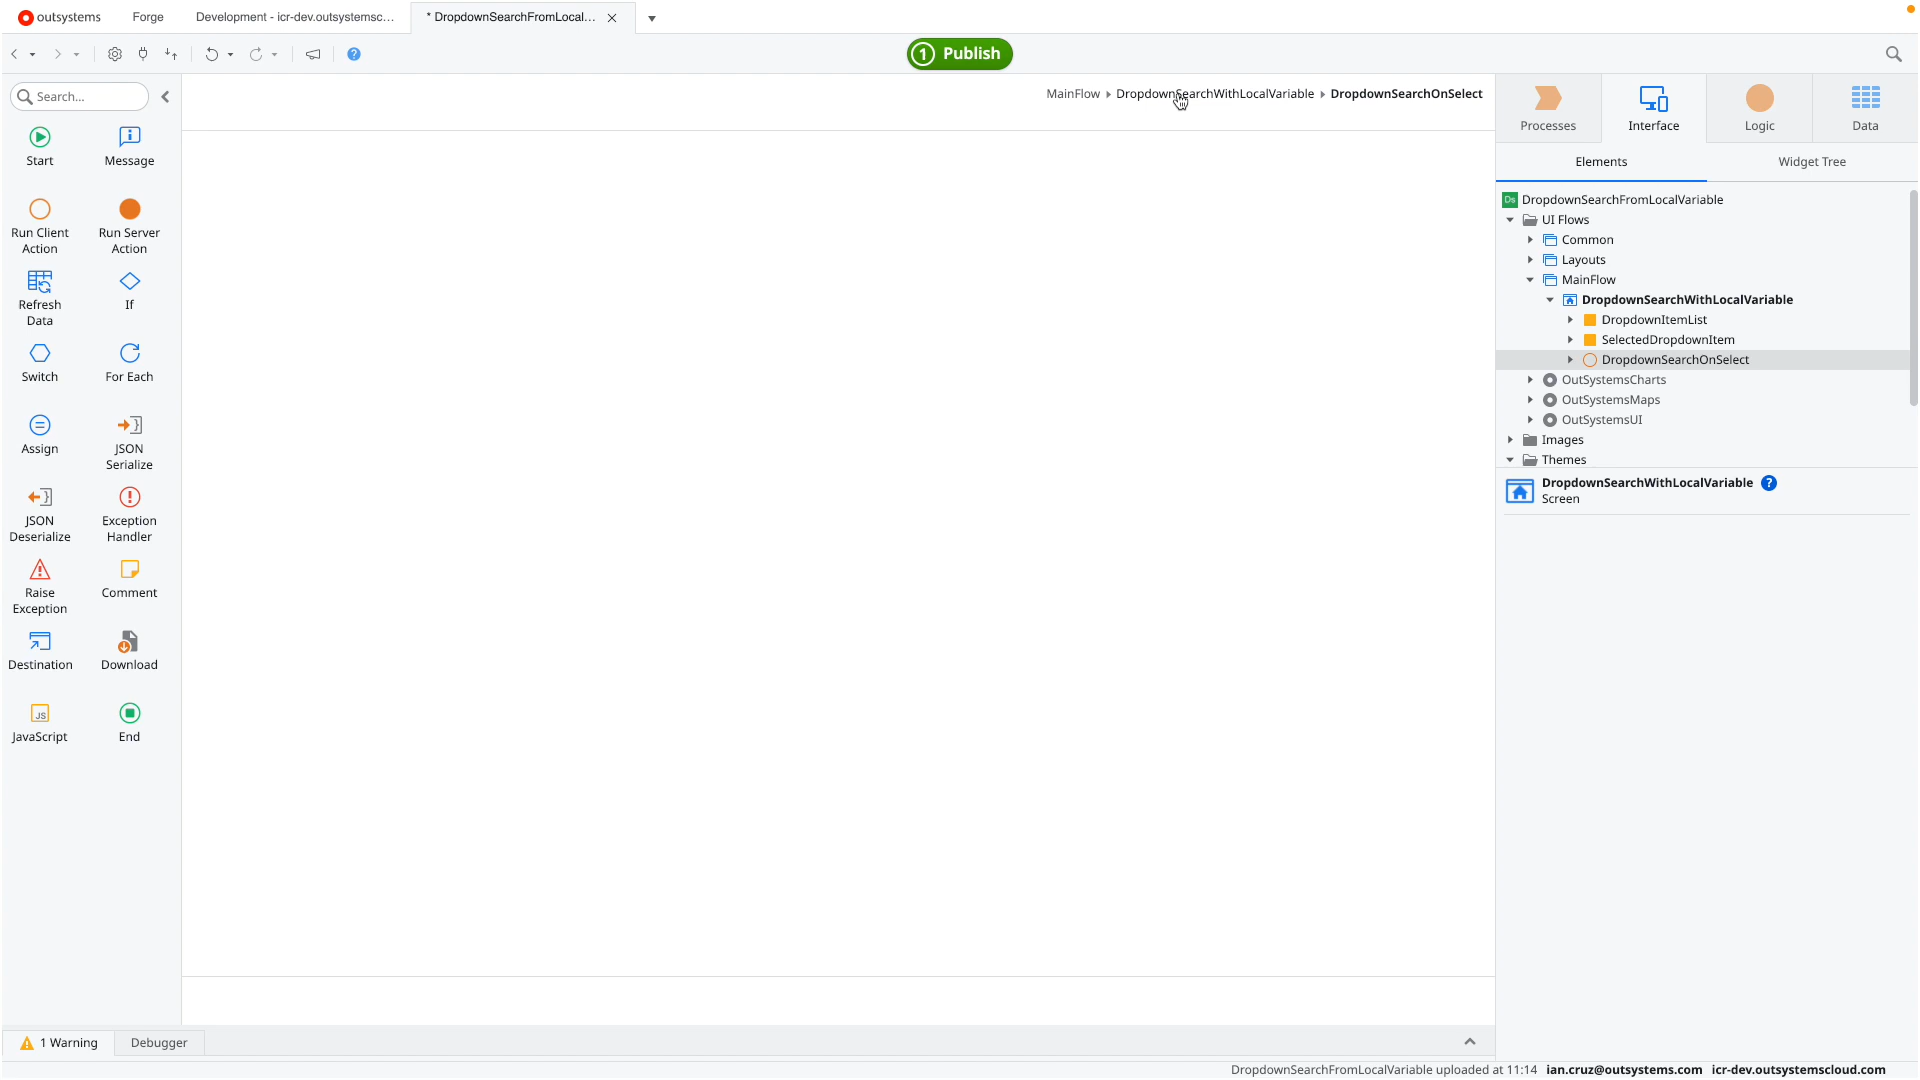 outsystems
Forge
Development - icr-dev.outsystemsc...
* DropdownSearchFromLocal...
1 Publish
Search...
MainFlow DropdownSearchWithLocalVariable DropdownSearchOnSelect
Start
Message
Run Client Action
Run Server Action
Refresh Data
If
Switch
For Each
Assign
JSON Serialize
JSON Deserialize
Exception Handler
Raise Exception
Comment
Destination
Download
JS
JavaScript
End
Processes
Interface
Logic
Data
Elements
Widget Tree
Ds DropdownSearchFromLocalVariable
UI Flows
Common
Layouts
MainFlow
DropdownSearchWithLocalVariable
DropdownItemList
SelectedDropdownItem
DropdownSearchOnSelect
OutSystemsCharts
OutSystemsMaps
OutSystemsUI
Images
Themes
DropdownSearchWithLocalVariable ?
Screen
1 Warning
Debugger
DropdownSearchFromLocalVariable uploaded at 11:14 ian.cruz@outsystems.com icr-dev.outsystemscloud.com